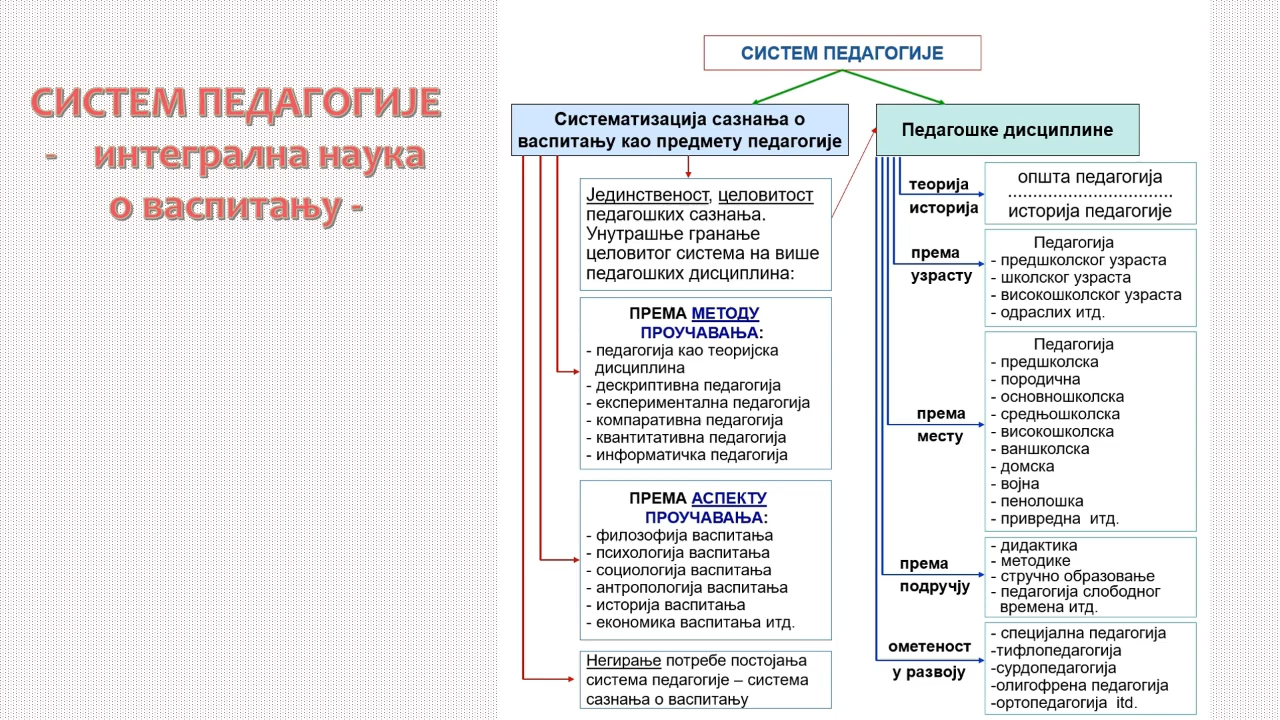 СИСТЕМ ПЕДАГОГИЈЕ
- интегрална наука
о васпитању -
СИСТЕМ ПЕДАГОГИЈЕ
Систематизација сазнања о
васпитању као предмету педагогије
Јединственост, целовитост
педагошких сазнања.
Унутрашње гранање
целовитог система на више
педагошких дисциплина:
ПРЕМА МЕТОДУ
ПРОУЧАВАЊА:
- педагогија као теоријска
дисциплина
- дескриптивна педагогија
- експериментална педагогија
- компаративна педагогија
- квантитативна педагогија
- информатичка педагогија
ПРЕМА АСПЕКТУ
ПРОУЧАВАЊА:
- филозофија васпитања
- психологија васпитања
- социологија васпитања
- антропологија васпитања
- историја васпитања
- економика васпитања итд.
Негирање потребе постојања
система педагогије – система
сазнања о васпитању
Педагошке дисциплине
теорија
историја
општа педагогија
..............................
историја педагогије
према
узрасту
Педагогија
- предшколског узраста
- школског узраста
- високошколског узраста
- одраслих итд.
према
месту
Педагогија
- предшколска
- породична
- основношколска
- средњошколска
- високошколска
- ваншколска
- домска
- војна
- пенолошка
- привредна итд.
према
подручју
- дидактика
- методике
- стручно образовање
- педагогија слободног
времена итд.
ометеност
у развоју
- специјална педагогија
-тифлопедагогија
-сурдопедагогија
-олигофрена педагогија
-ортопедагогија itd.